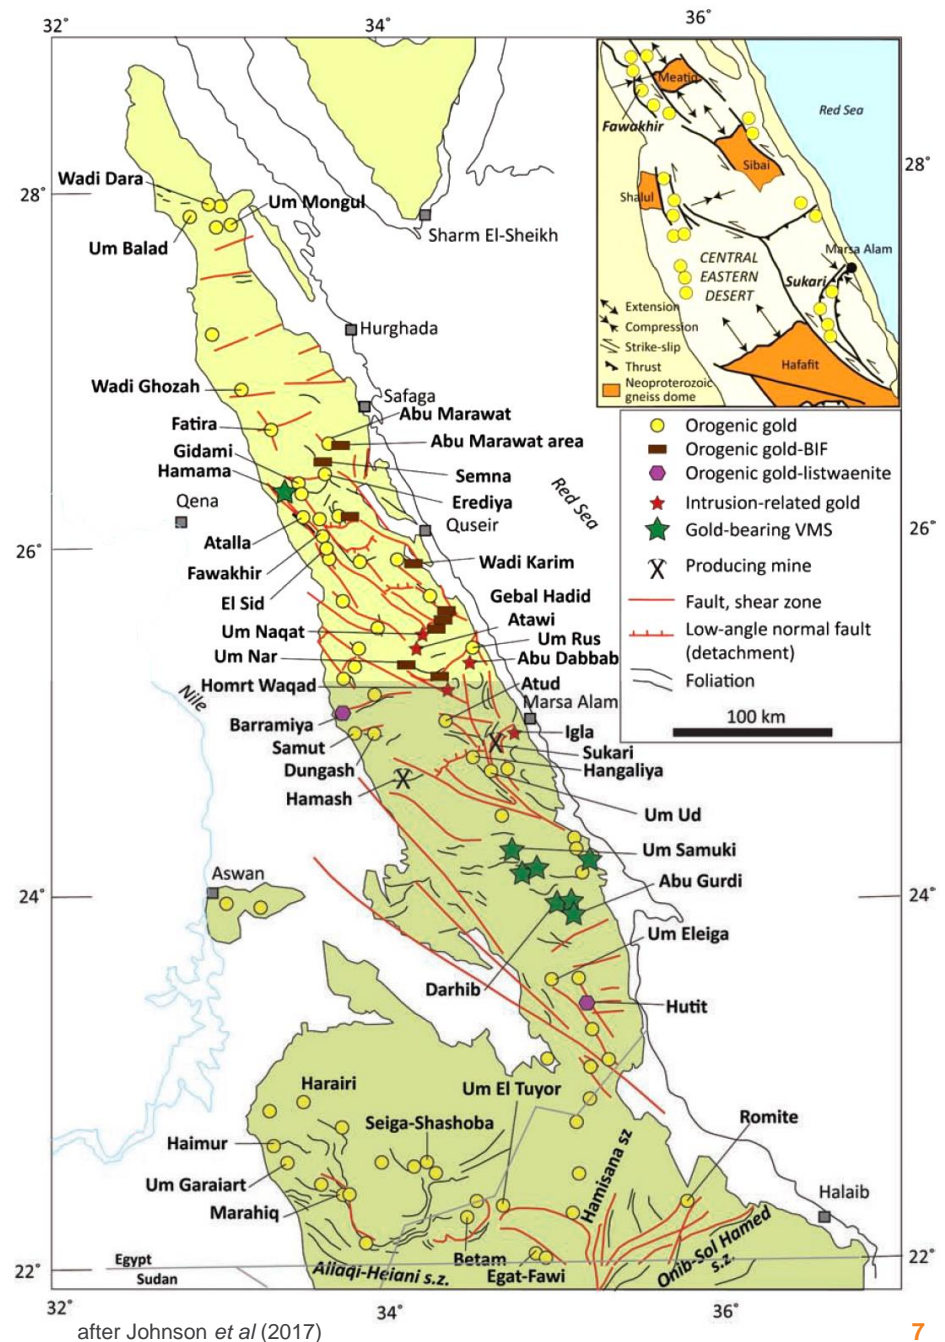 32°
34°
36°
Meatiq
Red Sea
Fawakhir
Sibai
Shalul
Marsa Alam
CENTRAL
EASTERN
DESERT
Sukari
Extension
Compression
Strike-slip
Thrust
Neoproterozoic
gneiss dome
Hafafit
28°
28°
Wadi Dara
Um Mongul
Um Balad
Sharm El-Sheikh
Hurghada
Wadi Ghozah
Safaga
Abu Marawat
Fatira
Abu Marawat area
Gidami
Hamama
Semna
Qena
Erediya
Red Sea
Quseir
Atalla
26°
26°
Fawakhir
Wadi Karim
El Sid
Gebal Hadid
Um Naqat
Atawi
Um Rus
Um Nar
Abu Dabbab
Homrt Waqad
Atud
Nile
Marsa Alam
Barramiya
Igla
Samut
Sukari
Dungash
Hangaliya
Hamash
Um Ud
Orogenic gold
Orogenic gold-BIF
Orogenic gold-listwaenite
Intrusion-related gold
Gold-bearing VMS
Producing mine
Fault, shear zone
Low-angle normal fault
(detachment)
Foliation
100 km
Um Samuki
Aswan
Abu Gurdi
24°
24°
Um Eleiga
Darhib
Hutit
Harairi
Um El Tuyor
Seiga-Shashoba
Romite
Haimur
Hamisana sz
Um Garaiart
Marahiq
Halaib
Betam
Onib-Sol Hamed
s.z.
Egypt
Sudan
Allaqi-Heiani s.z.
Egat-Fawi
22°
22°
32°
34°
36°
after Johnson et al (2017)
7